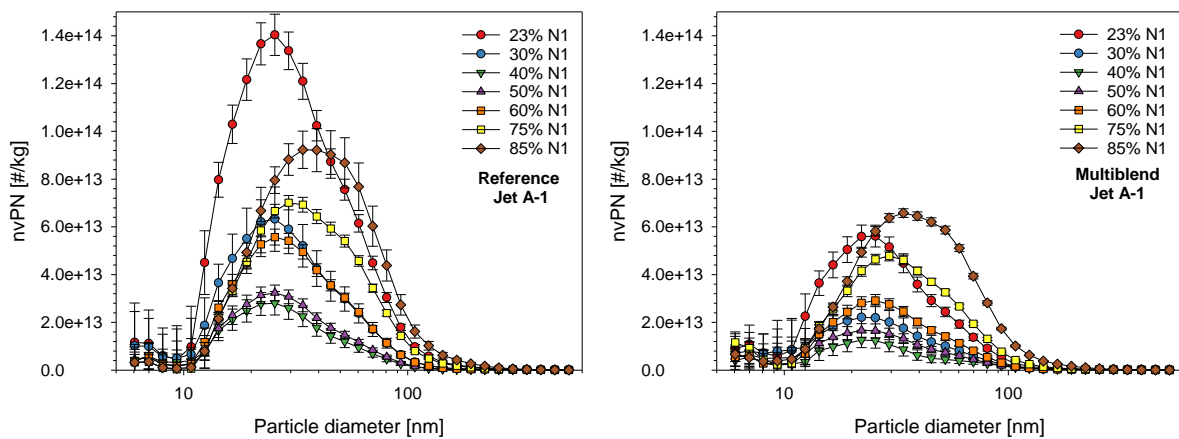 nvPN [#/kg]
1.4e+14
1.2e+14
1.0e+14
8.0e+13
6.0e+13
4.0e+13
2.0e+13
0.0
10
100
Particle diameter [nm]
23% N1
30% N1
40% N1
50% N1
60% N1
75% N1
85% N1
Reference
Jet A-1
nvPN [#/kg]
1.4e+14
1.2e+14
1.0e+14
8.0e+13
6.0e+13
4.0e+13
2.0e+13
0.0
10
100
Particle diameter [nm]
23% N1
30% N1
40% N1
50% N1
60% N1
75% N1
85% N1
Multiblend
Jet A-1